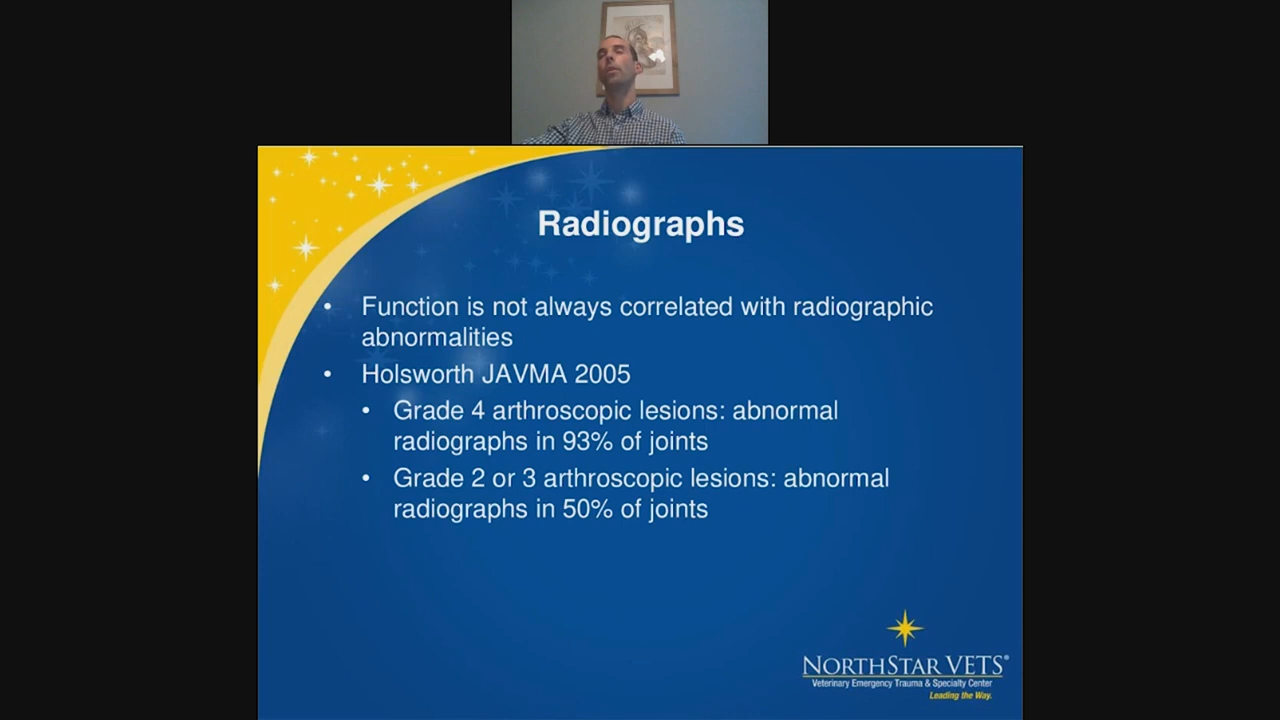 Radiographs
• Function is not always correlated with radiographic
abnormalities
• Holsworth JAVMA 2005
• Grade 4 arthroscopic lesions: abnormal
radiographs in 93% of joints
• Grade 2 or 3 arthroscopic lesions: abnormal
radiographs in 50% of joints
NORTHSTAR VETS®
Veterinary Emergency Trauma & Specialty Center
Leading the Way.